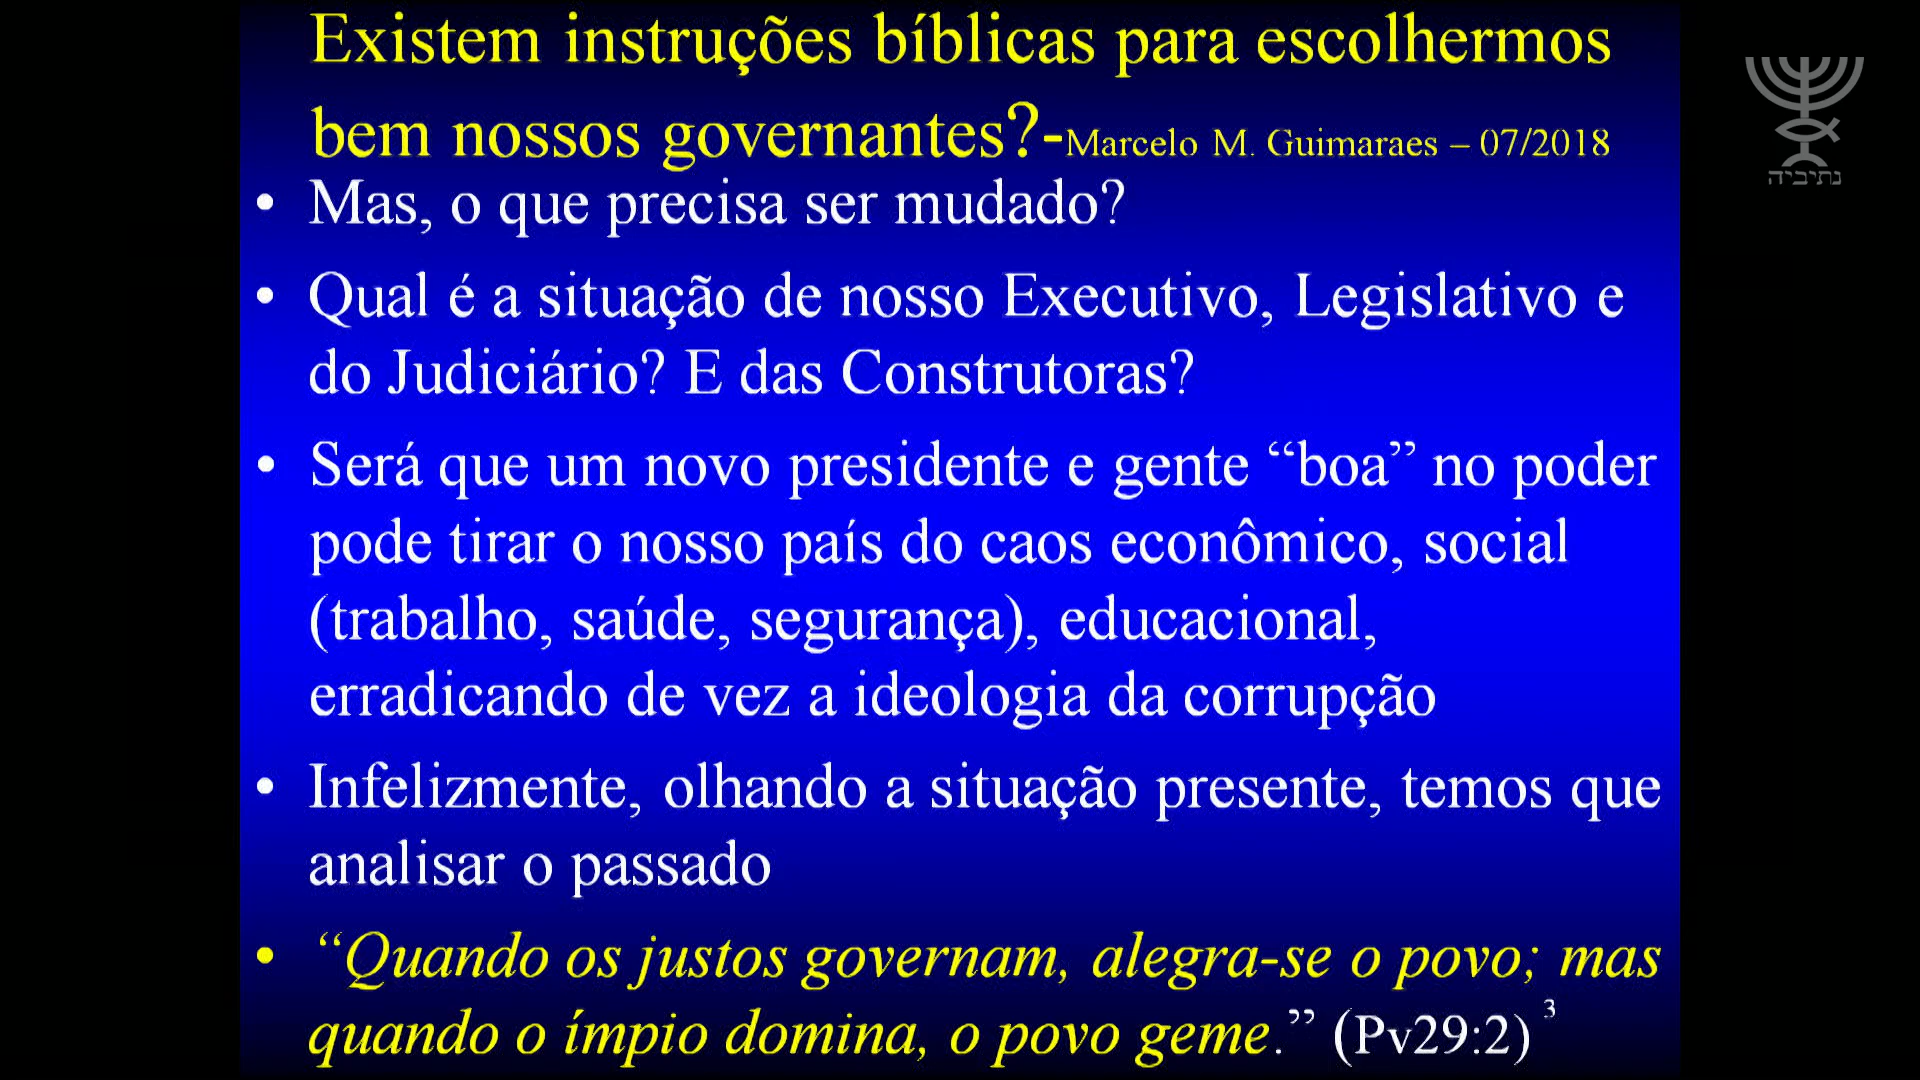 Existem instruções bíblicas para escolhermos
bem nossos governantes?-Marcelo M. Guimaraes – 07/2018
• Mas, o que precisa ser mudado?
• Qual é a situação de nosso Executivo, Legislativo e
do Judiciário? E das Construtoras?
• Será que um novo presidente e gente “boa” no poder
pode tirar o nosso país do caos econômico, social
(trabalho, saúde, segurança), educacional,
erradicando de vez a ideologia da corrupção
• Infelizmente, olhando a situação presente, temos que
analisar o passado
• “Quando os justos governam, alegra-se o povo; mas
quando o ímpio domina, o povo geme.” (Pv29:2)
3
נתיביה